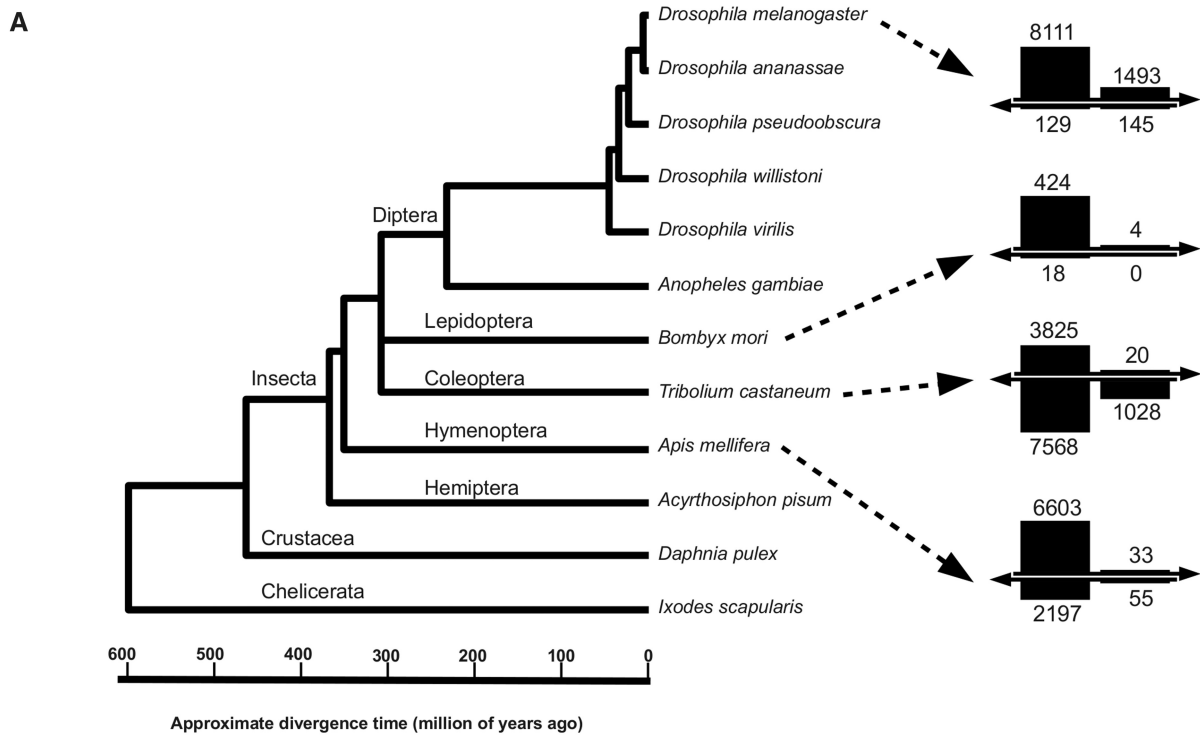 A
Drosophila melanogaster
Drosophila ananassae
Drosophila pseudoobscura
Drosophila willistoni
Drosophila virilis
Anopheles gambiae
Bombyx mori
Tribolium castaneum
Apis mellifera
Acyrthosiphon pisum
Daphnia pulex
Ixodes scapularis
Diptera
Lepidoptera
Coleoptera
Insecta
Hymenoptera
Hemiptera
Crustacea
Chelicerata
8111
1493
129 145
424
4
18 0
3825
20
1028
7568
6603
33
55
2197
600 500 400 300 200 100 0
Approximate divergence time (million of years ago)